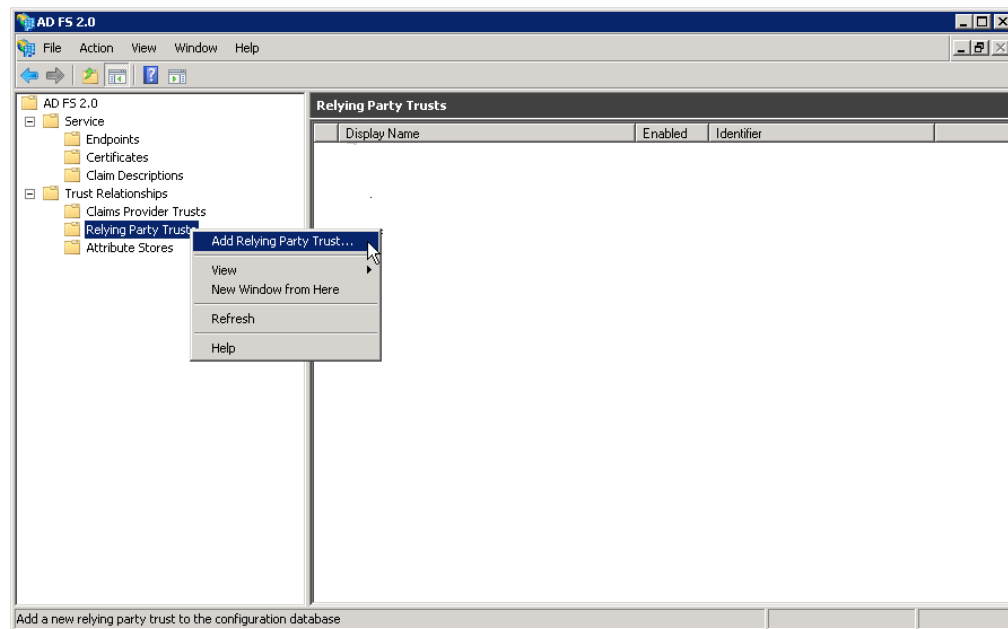 AD FS 2.0
File Action View Window Help
AD FS 2.0
Service
Endpoints
Certificates
Claim Descriptions
Trust Relationships
Claims Provider Trusts
Relying Party Trusts
Attribute Stores
Relying Party Trusts
Display Name Enabled Identifier
Add Relying Party Trust...
View
New Window from Here
Refresh
Help
Add a new relying party trust to the configuration database